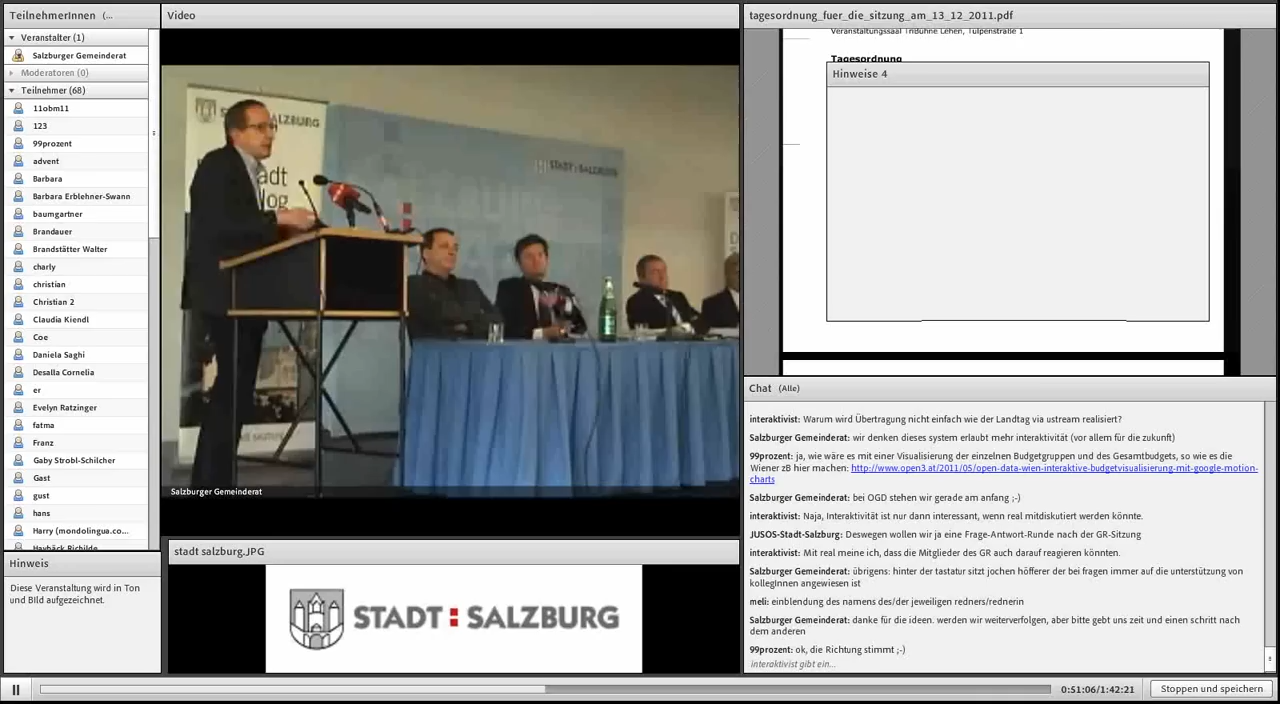 TeilnehmerInnen (...
Veranstalter (1)
Salzburger Gemeinderat
Moderatoren (0)
Teilnehmer (68)
11obm11
123
99prozent
advent
Barbara
Barbara Erblehner-Swann
baumgartner
Brandauer
Brandstätter Walter
charly
christian
Christian 2
Claudia Kiendl
Coe
Daniela Saghi
Desalla Cornelia
er
Evelyn Ratzinger
fatma
Franz
Gaby Strobl-Schilcher
Gast
gust
hans
Harry (mondolingua.co...
Haybäck Richilde
Hinweis
Diese Veranstaltung wird in Ton
und BIld aufgezeichnet.
Video
STADT:SALZBURG
Salzburger Gemeinderat
stadt salzburg.JPG
STADT:SALZBURG
tagesordnung_fuer_die_sitzung_am_13_12_2011.pdf
Veranstaltungssaal TriBühne Lehen, Tulpenstraße 1
Tagesordnung
Hinweise 4
Chat (Alle)
interaktivist: Warum wird Übertragung nicht einfach wie der Landtag via ustream realisiert?
Salzburger Gemeinderat: wir denken dieses system erlaubt mehr interaktivität (vor allem für die zukunft)
99prozent: ja, wie wäre es mit einer Visualisierung der einzelnen Budgetgruppen und des Gesamtbudgets, so wie es die
Wiener zB hier machen: http://www.open3.at/2011/05/open-data-wien-interaktive-budgetvisualisierung-mit-google-motion-
charts
Salzburger Gemeinderat: bei OGD stehen wir gerade am anfang ;-)
interaktivist: Naja, Interaktivität ist nur dann interessant, wenn real mitdiskutiert werden könnte.
JUSOS-Stadt-Salzburg: Deswegen wollen wir ja eine Frage-Antwort-Runde nach der GR-Sitzung
interaktivist: Mit real meine ich, dass die Mitglieder des GR auch darauf reagieren könnten.
Salzburger Gemeinderat: übrigens: hinter der tastatur sitzt jochen höfferer der bei fragen immer auf die unterstützung von
kollegInnen angewiesen ist
meli: einblendung des namens des/der jeweiligen redners/rednerin
Salzburger Gemeinderat: danke für die ideen. werden wir weiterverfolgen, aber bitte gebt uns zeit und einen schritt nach
dem anderen
99prozent: ok, die Richtung stimmt ;-)
interaktivist gibt ein...
0:51:06/1:42:21
Stoppen und speichern